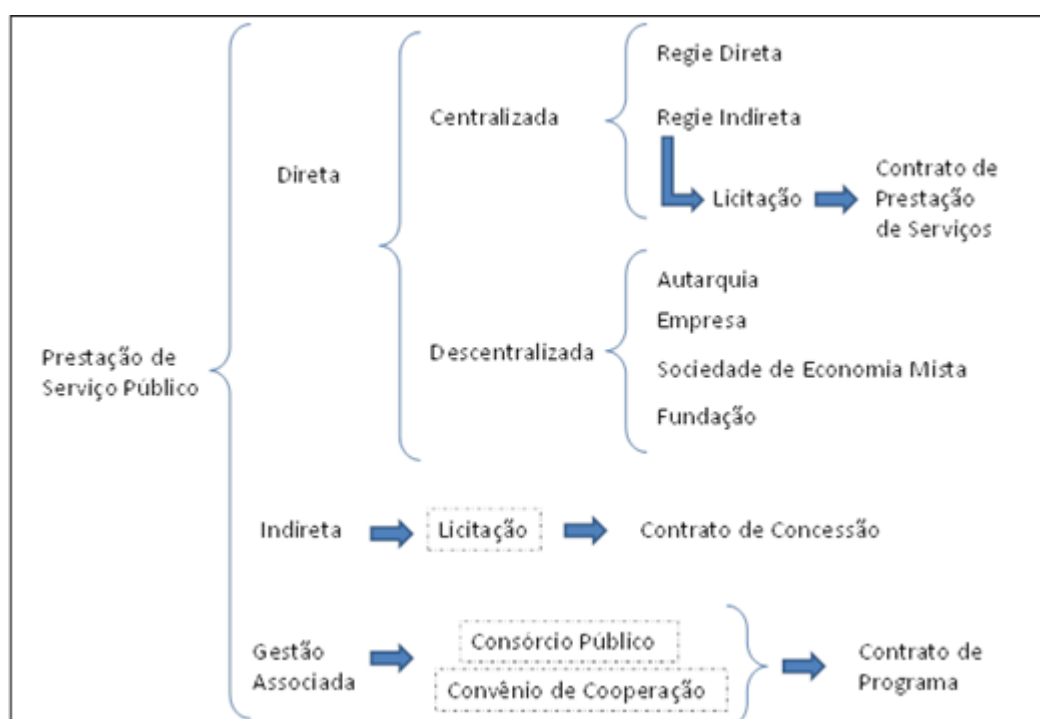 Regie Direta
Centralizada
Regie Indireta
Direta
Licitação
Contrato de
Prestação
de Serviços
Autarquia
Empresa
Prestação de
Serviço Público
Descentralizada
Sociedade de Economia Mista
Fundação
Indireta
Licitação
Contrato de Concessão
Gestão
Associada
Consórcio Público
Convênio de Cooperação
Contrato de
Programa